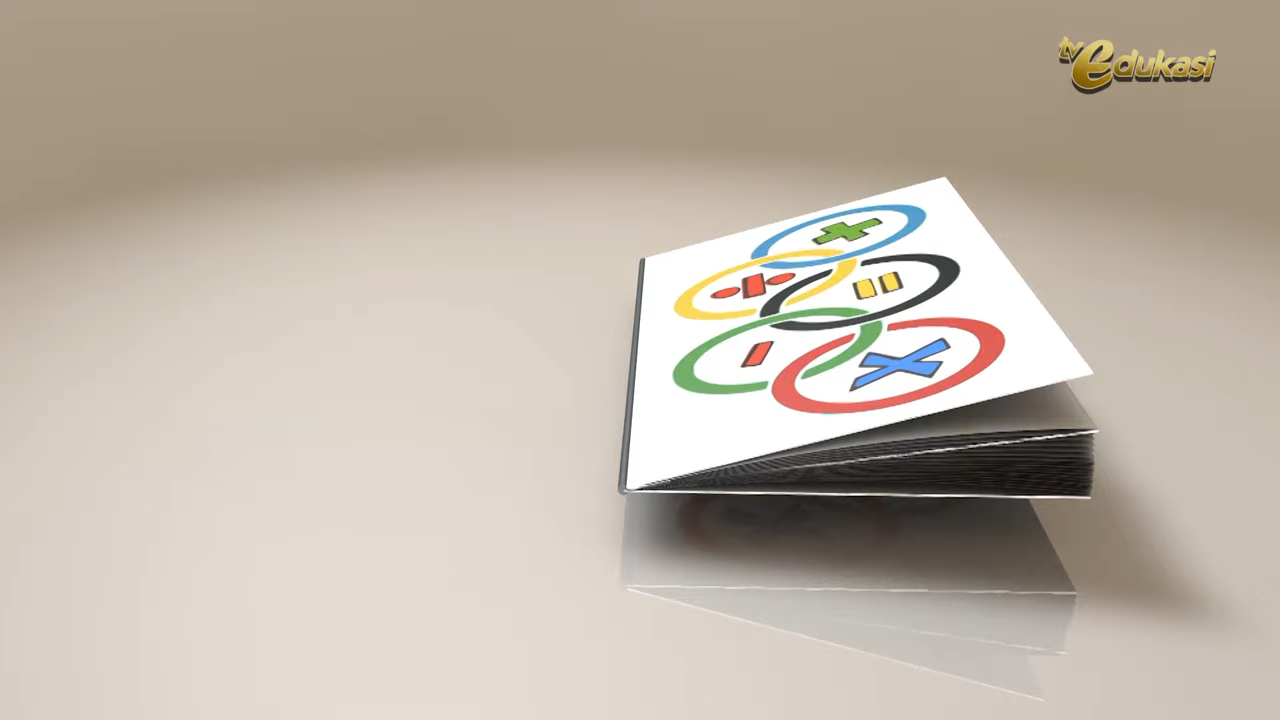 tv edukasi
+
÷ =
- x